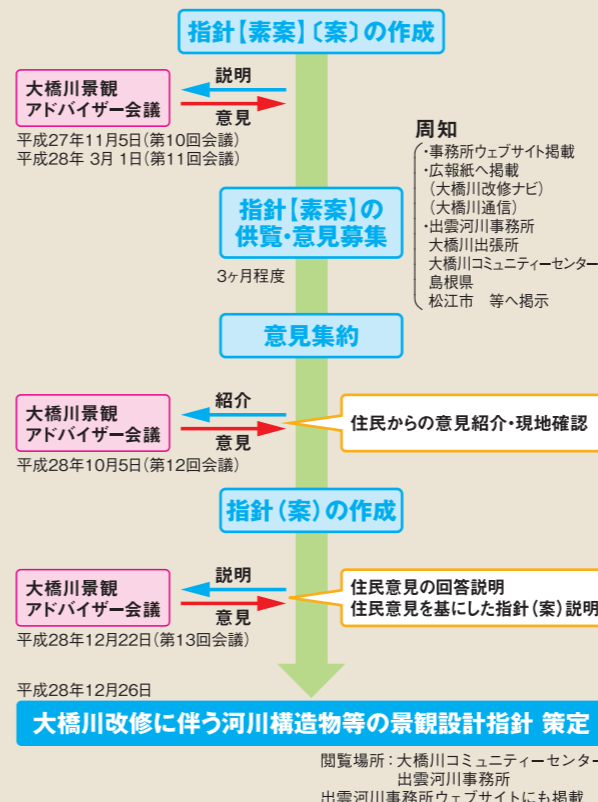 指針【素案】〔案〕の作成
大橋川景観
アドバイザー会議
説明
意見
平成27年11月5日(第10回会議)
平成28年 3月 1日(第11回会議)
周知
・事務所ウェブサイト掲載
・広報紙へ掲載
(大橋川改修ナビ)
(大橋川通信)
・出雲河川事務所
大橋川出張所
大橋川コミュニティーセンター
島根県
松江市 等へ掲示
指針【素案】の
供覧・意見募集
3ヶ月程度
意見集約
大橋川景観
アドバイザー会議
紹介
意見
平成28年10月5日(第12回会議)
住民からの意見紹介・現地確認
指針(案)の作成
大橋川景観
アドバイザー会議
説明
意見
平成28年12月22日(第13回会議)
住民意見の回答説明
住民意見を基にした指針(案)説明
平成28年12月26日
大橋川改修に伴う河川構造物等の景観設計指針 策定
閲覧場所:大橋川コミュニティーセンター
出雲河川事務所
出雲河川事務所ウェブサイトにも掲載